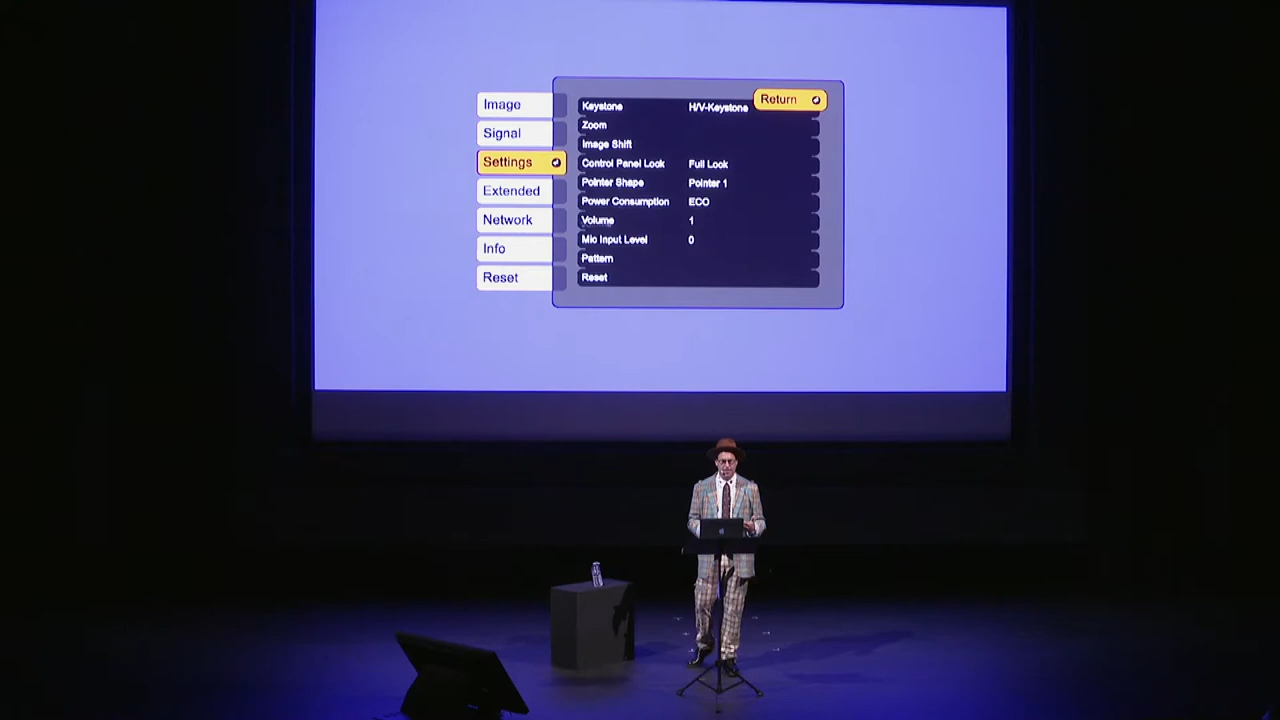 Image
Signal
Settings
Extended
Network
Info
Reset
Return
Keystone H/V-Keystone
Zoom
Image Shift
Control Panel Lock Full Lock
Pointer Shape Pointer 1
Power Consumption ECO
Volume 1
Mic Input Level 0
Pattern
Reset